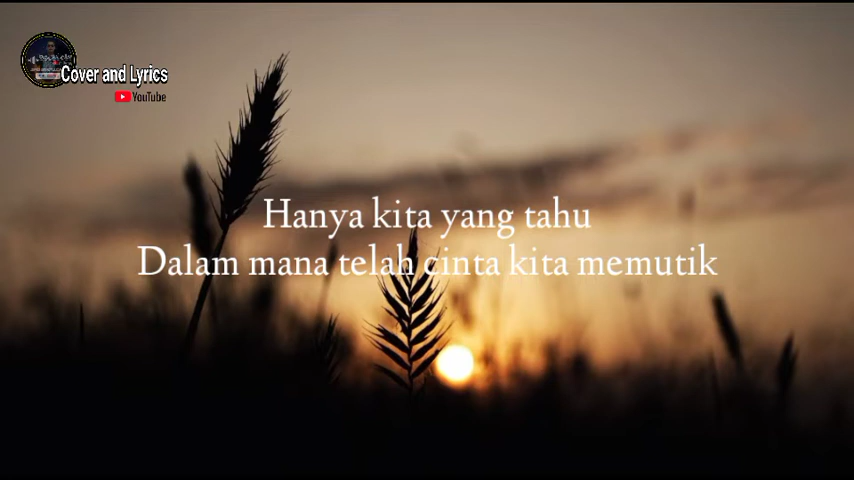 Cover and Lyrics
YouTube
Hanya kita yang tahu
Dalam mana telah cinta kita memutik